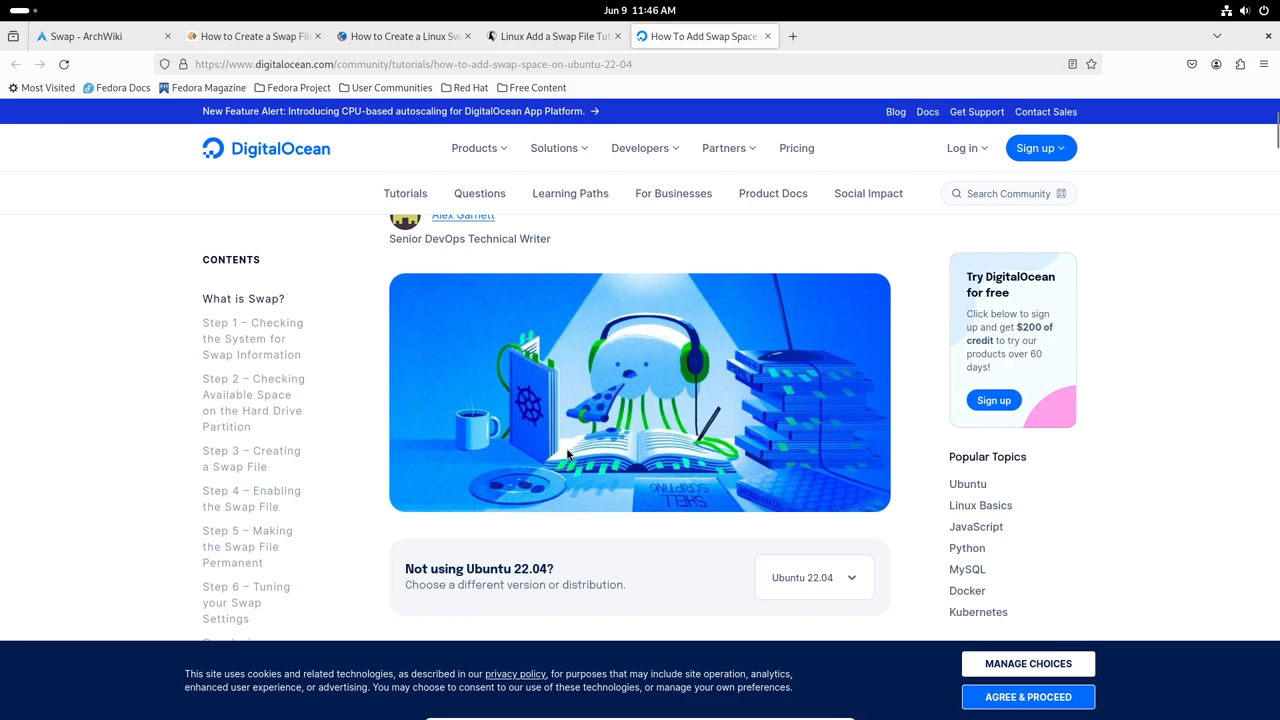 Jun 9 11:46 AM
Swap - ArchWiki
How to Create a Swap File
How to Create a Linux Sw
Linux Add a Swap File Tut
How To Add Swap Space
https://www.digitalocean.com/community/tutorials/how-to-add-swap-space-on-ubuntu-22-04
Most Visited
Fedora Docs
Fedora Magazine
Fedora Project
User Communities
Red Hat
Free Content
New Feature Alert: Introducing CPU-based autoscaling for DigitalOcean App Platform. →
Blog
Docs
Get Support
Contact Sales
DigitalOcean
Products
Solutions
Developers
Partners
Pricing
Log in
Sign up
Tutorials
Questions
Learning Paths
For Businesses
Product Docs
Social Impact
Search Community
Alex Garnett
Senior DevOps Technical Writer
CONTENTS
What is Swap?
Step 1 – Checking
the System for
Swap Information
Step 2 – Checking
Available Space
on the Hard Drive
Partition
Step 3 – Creating
a Swap File
Step 4 – Enabling
the Swap File
Step 5 – Making
the Swap File
Permanent
Step 6 – Tuning
your Swap
Settings
SHELL
SCRIPTING
Not using Ubuntu 22.04?
Choose a different version or distribution.
Ubuntu 22.04
Try DigitalOcean
for free
Click below to sign
up and get $200 of
credit to try our
products over 60
days!
Sign up
Popular Topics
Ubuntu
Linux Basics
JavaScript
Python
MySQL
Docker
Kubernetes
This site uses cookies and related technologies, as described in our privacy policy, for purposes that may include site operation, analytics,
enhanced user experience, or advertising. You may choose to consent to our use of these technologies, or manage your own preferences.
MANAGE CHOICES
AGREE & PROCEED